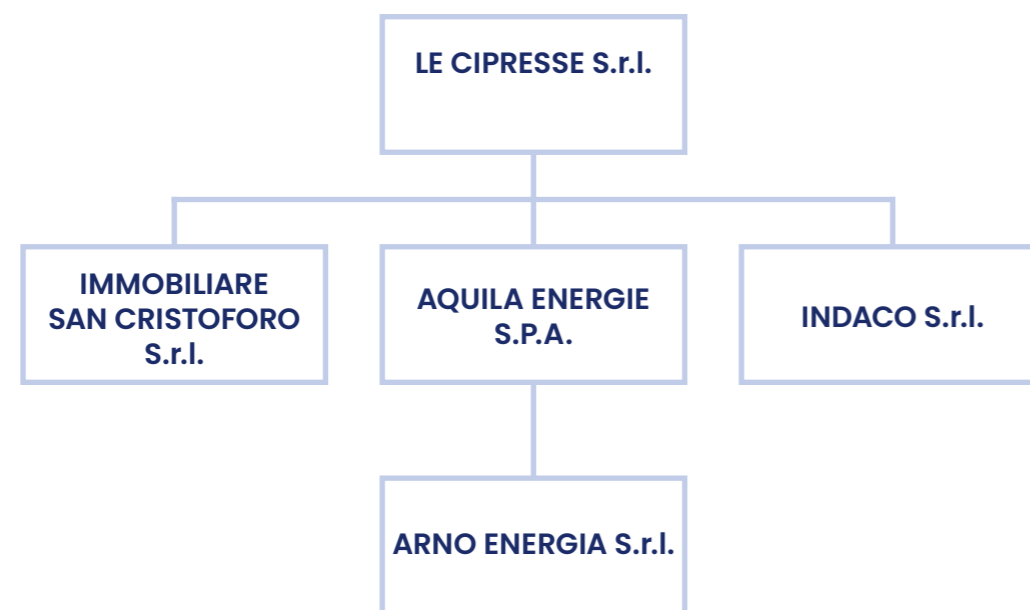 LE CIPRESSE S.r.l.
IMMOBILIARE
SAN CRISTOFORO
S.r.l.
AQUILA ENERGIE
S.P.A.
INDACO S.r.l.
ARNO ENERGIA S.r.l.